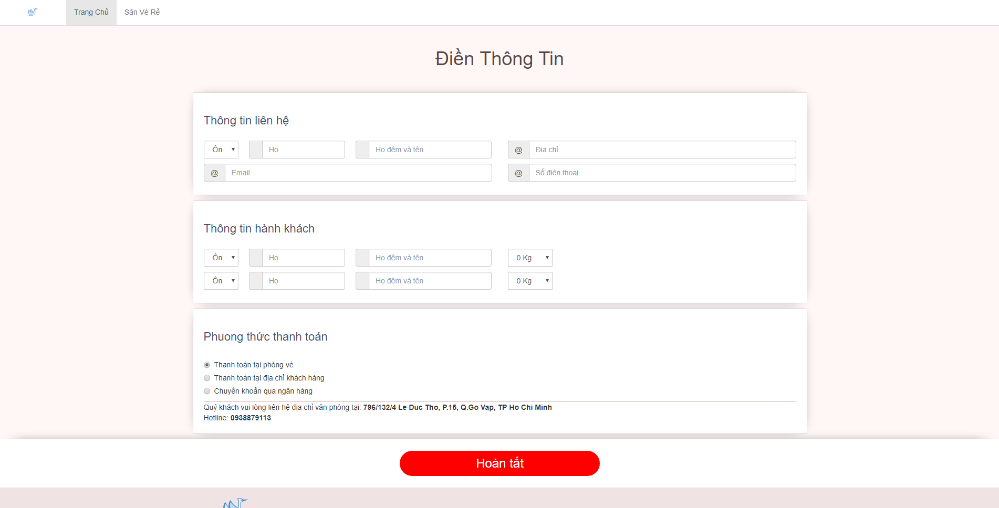 Trang Chủ Săn Vé Rẻ
Điền Thông Tin
Thông tin liên hệ
Ôn Họ Họ đệm và tên @ Địa chỉ
@ Email @ Số điện thoại
Thông tin hành khách
Ôn Họ Họ đệm và tên 0 Kg
Ôn Họ Họ đệm và tên 0 Kg
Phuong thức thanh toán
Thanh toán tại phòng vé
Thanh toán tại địa chỉ khách hàng
Chuyển khoản qua ngân hàng
Quý khách vui lòng liên hệ địa chỉ văn phòng tại: 796/132/4 Le Duc Tho, P.15, Q.Go Vap, TP Ho Chi Minh
Hotline: 0938879113
Hoàn tất